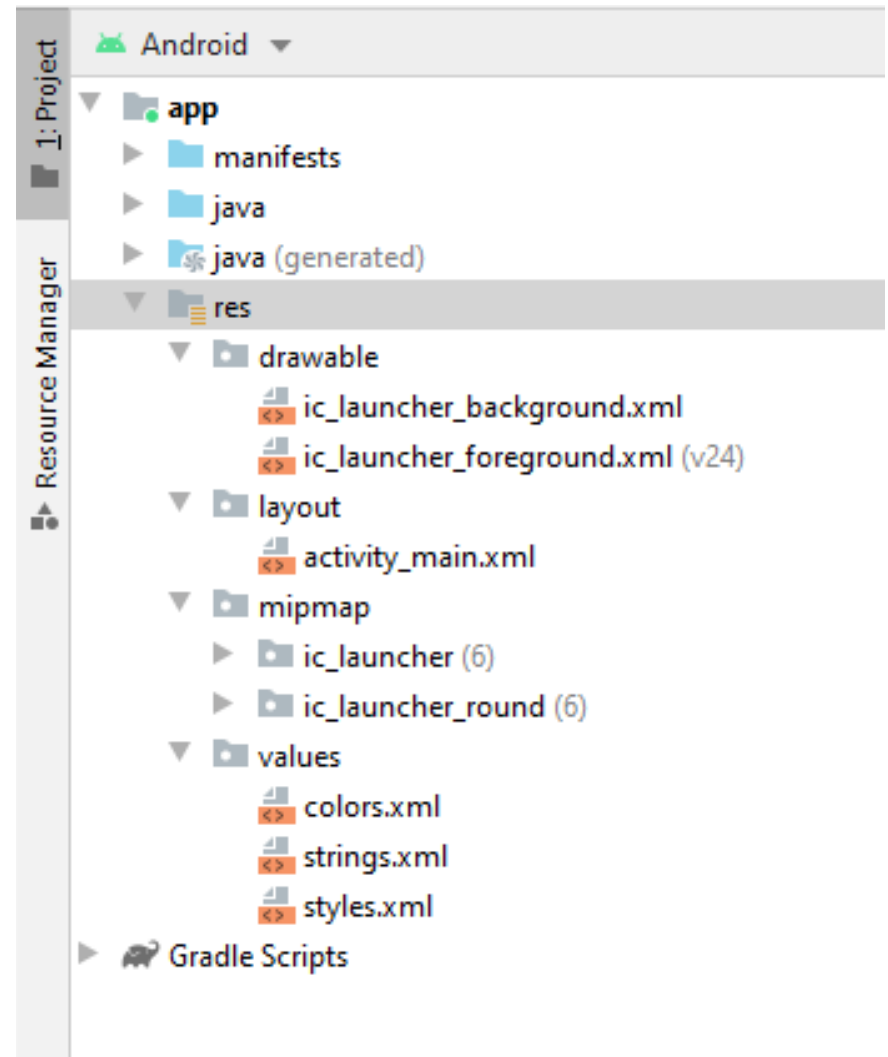 1: Project
Resource Manager
Android
app
manifests
java
java (generated)
res
drawable
ic_launcher_background.xml
ic_launcher_foreground.xml (v24)
layout
activity_main.xml
mipmap
ic_launcher (6)
ic_launcher_round (6)
values
colors.xml
strings.xml
styles.xml
Gradle Scripts